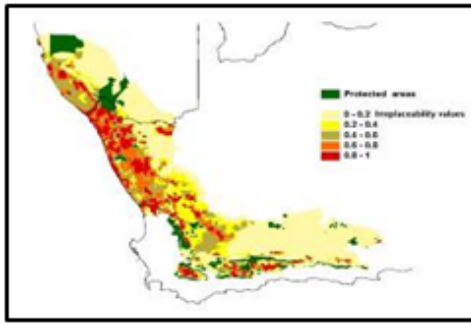 Protected areas
0 - 0.2 Irreplaceability values
0.2 - 0.4
0.4 - 0.6
0.6 - 0.8
0.8 - 1